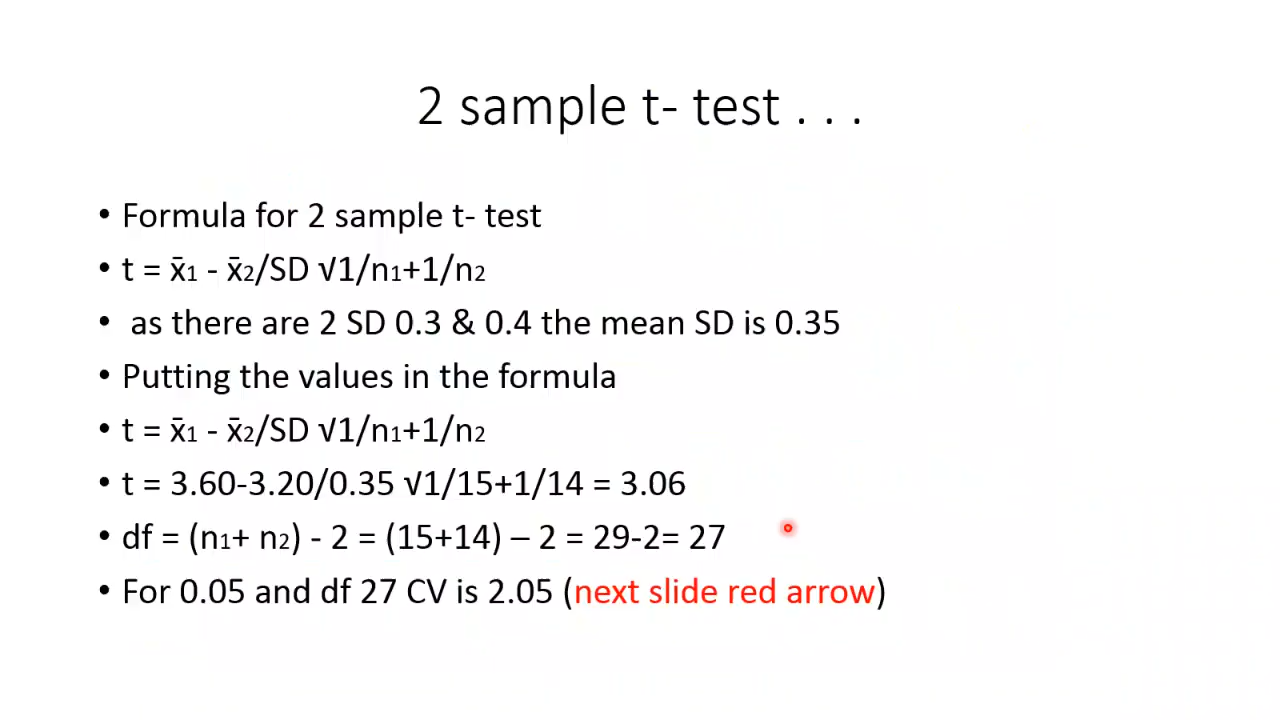 2 sample t- test . . .
• Formula for 2 sample t- test
• t = x̄1 - x̄2/SD √1/n1+1/n2
• as there are 2 SD 0.3 & 0.4 the mean SD is 0.35
• Putting the values in the formula
• t = x̄1 - x̄2/SD √1/n1+1/n2
• t = 3.60-3.20/0.35 √1/15+1/14 = 3.06
• df = (n1+ n2) - 2 = (15+14) – 2 = 29-2= 27
• For 0.05 and df 27 CV is 2.05 (next slide red arrow)